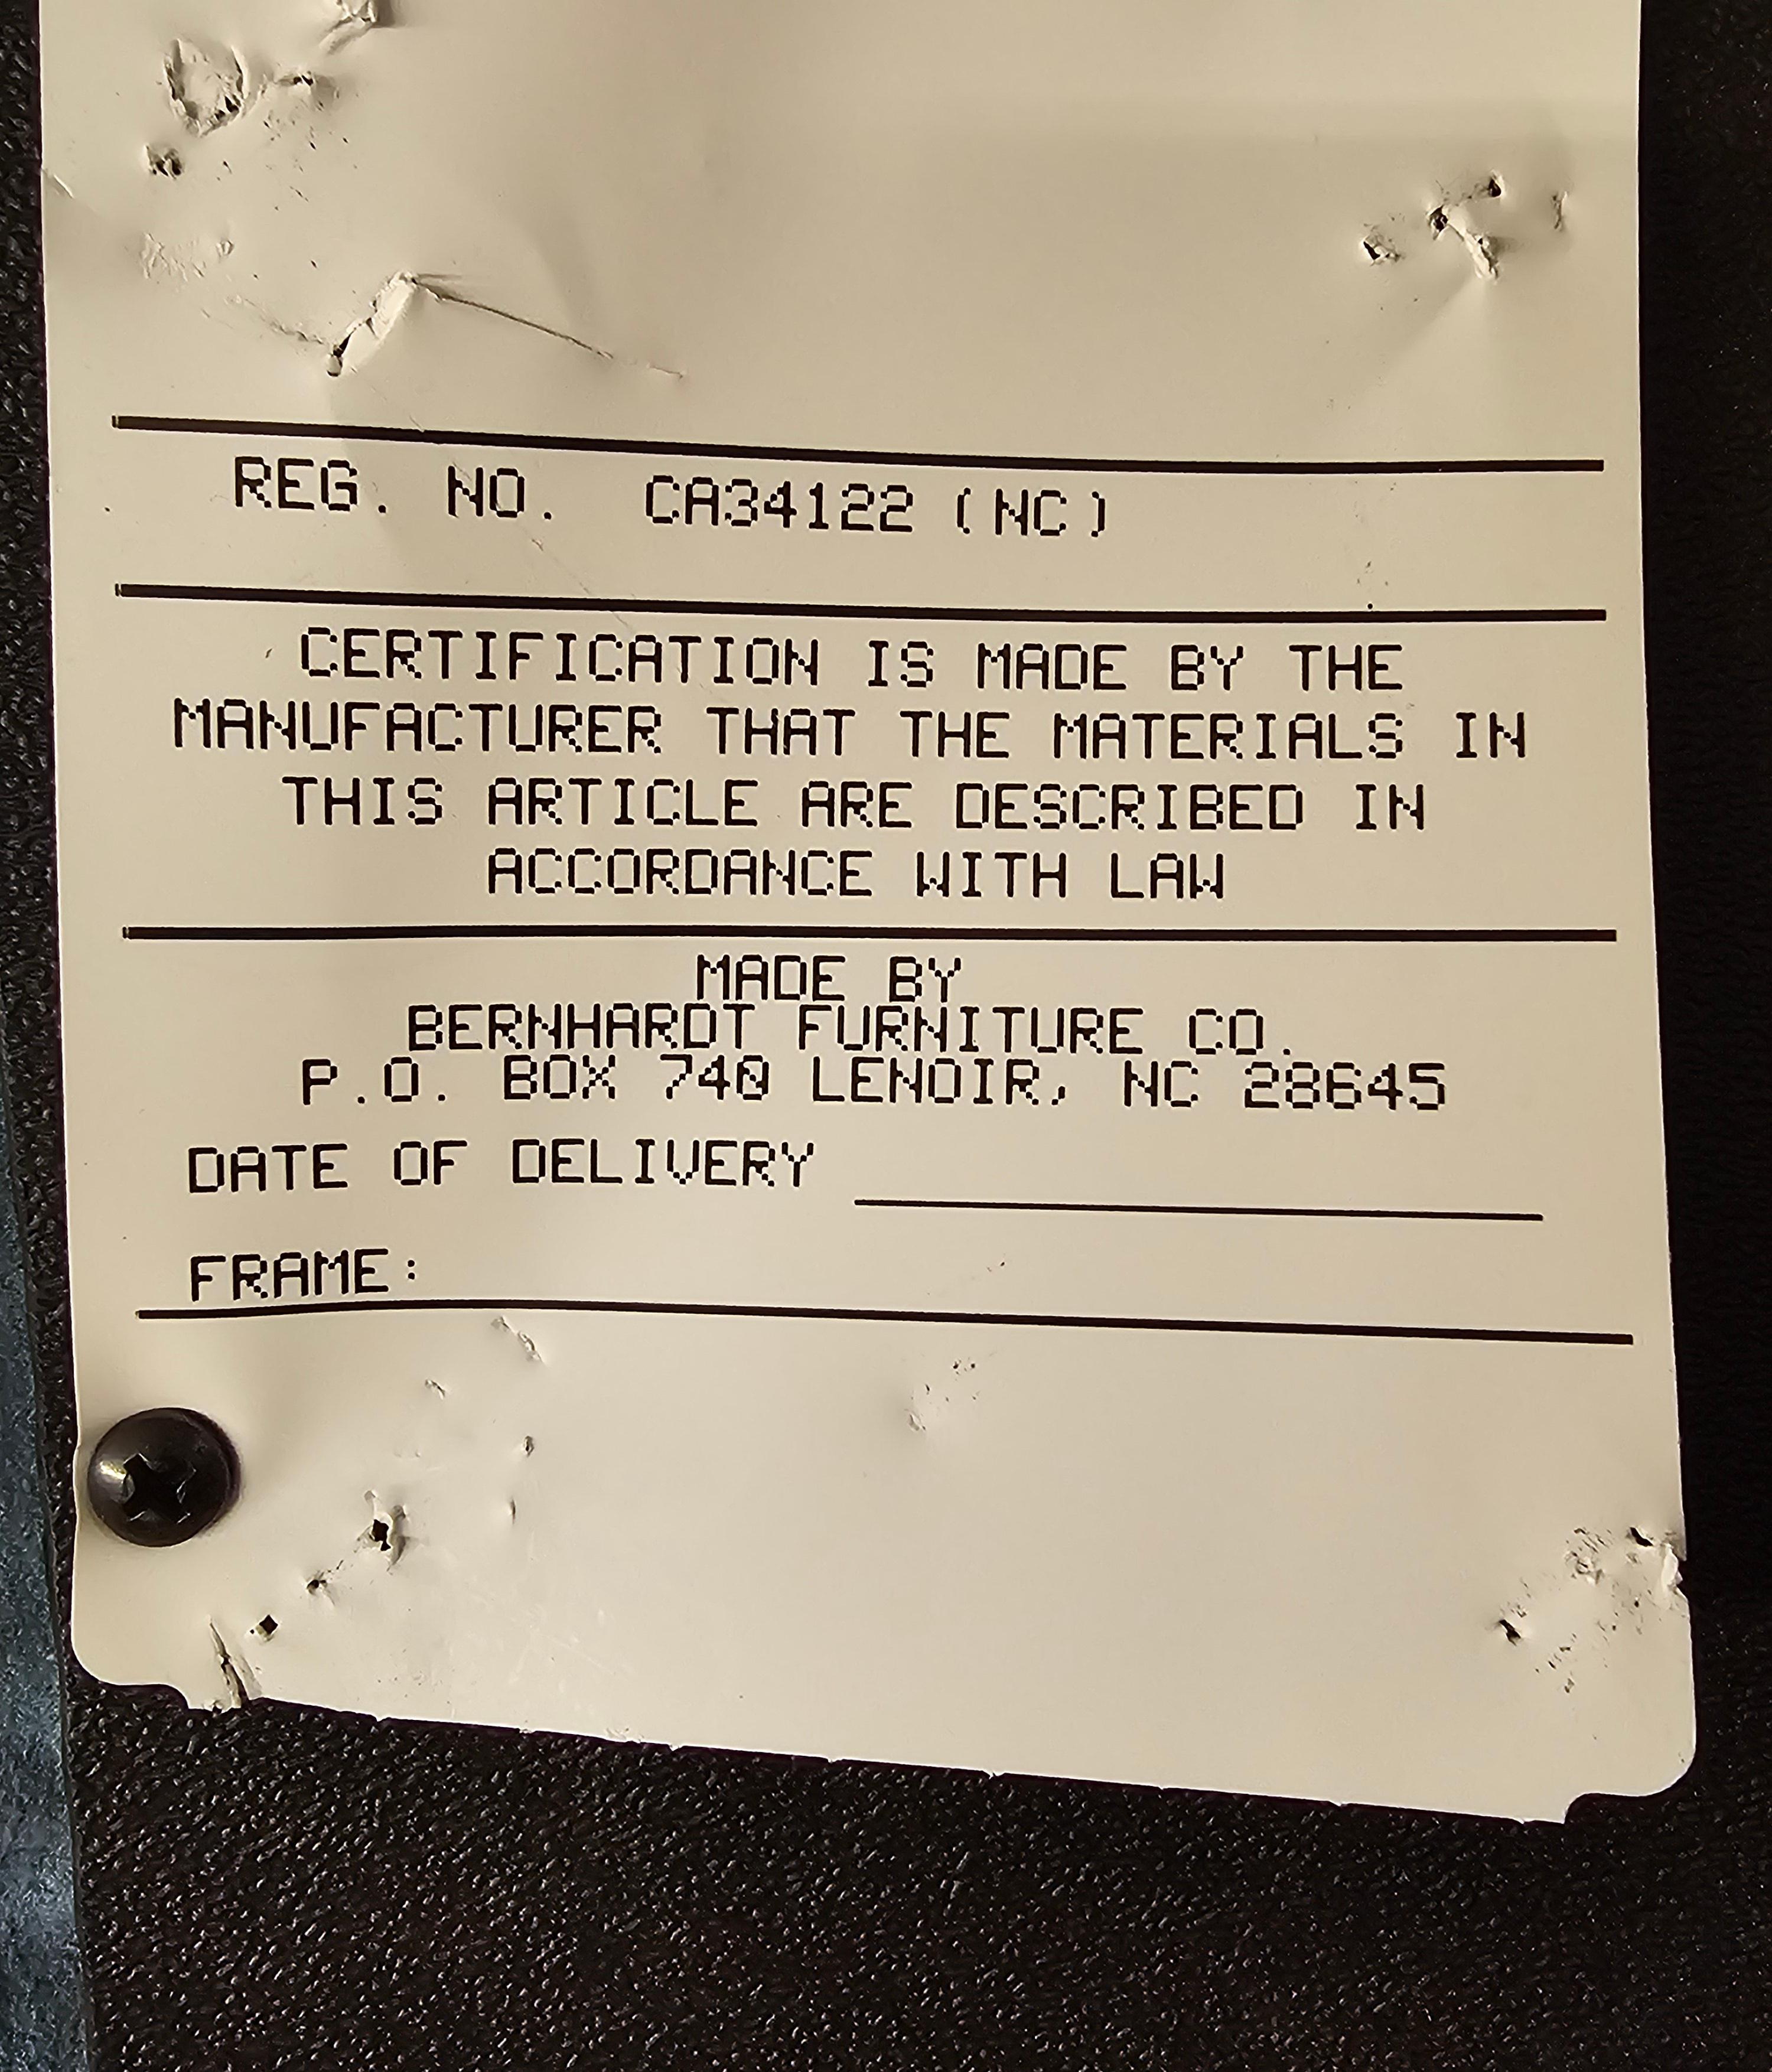 REG. NO. CA34122 (NC)
CERTIFICATION IS MADE BY THE
MANUFACTURER THAT THE MATERIALS IN
THIS ARTICLE ARE DESCRIBED IN
ACCORDANCE WITH LAW
MADE BY
BERNHARDT FURNITURE CO.
P.O. BOX 740 LENOIR, NC 28645
DATE OF DELIVERY
FRAME: